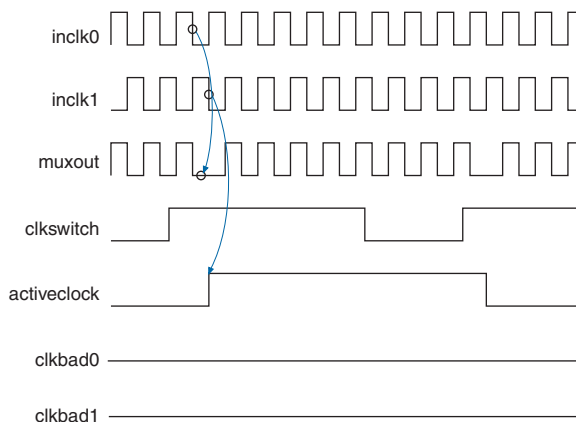 inclk0
inclk1
muxout
clkswitch
activeclock
clkbad0
clkbad1